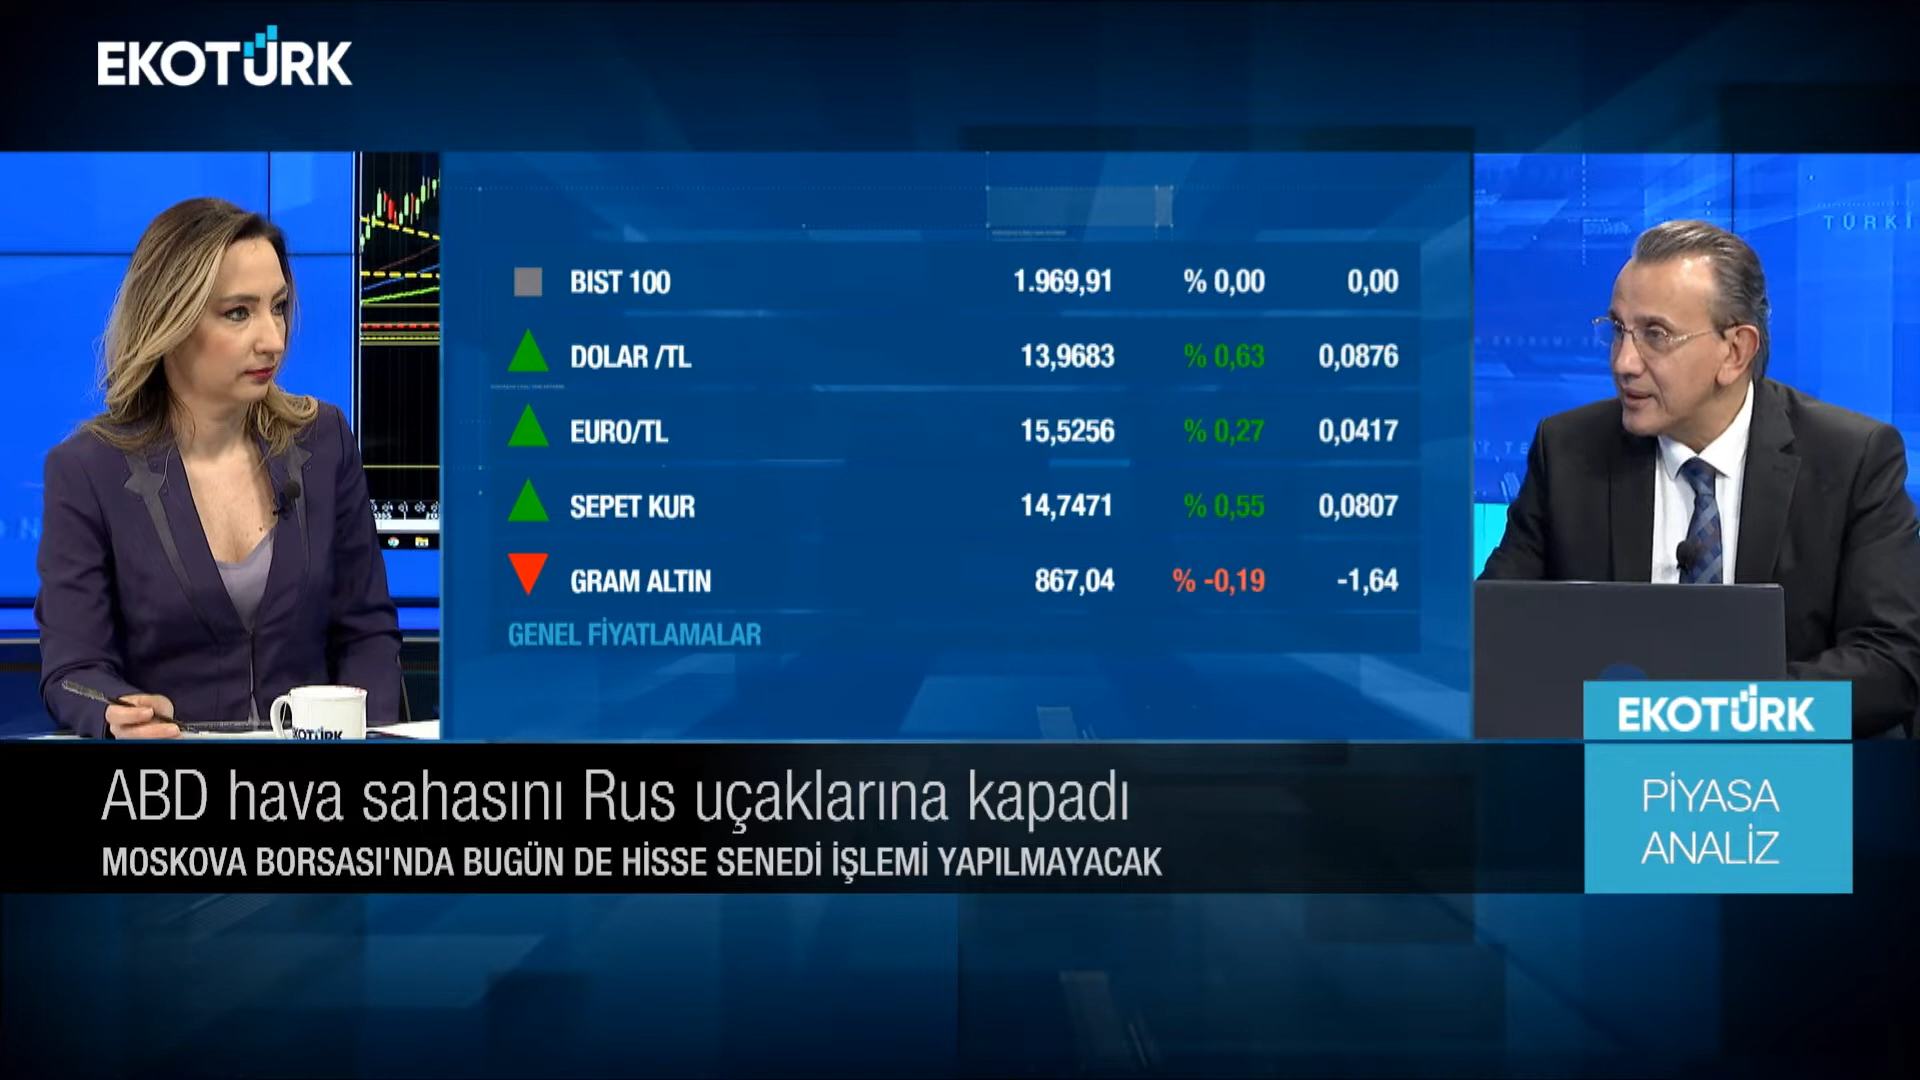 EKOTÜRK
TÜRKİ
BIST 100 1.969,91 % 0,00 0,00
DOLAR /TL 13,9683 % 0,63 0,0876
EURO/TL 15,5256 % 0,27 0,0417
SEPET KUR 14,7471 % 0,55 0,0807
GRAM ALTIN 867,04 % -0,19 -1,64
GENEL FİYATLAMALAR
EKOTÜRK
ABD hava sahasını Rus uçaklarına kapadı
MOSKOVA BORSASI'NDA BUGÜN DE HİSSE SENEDİ İŞLEMİ YAPILMAYACAK
EKOTÜRK
PİYASA
ANALİZ